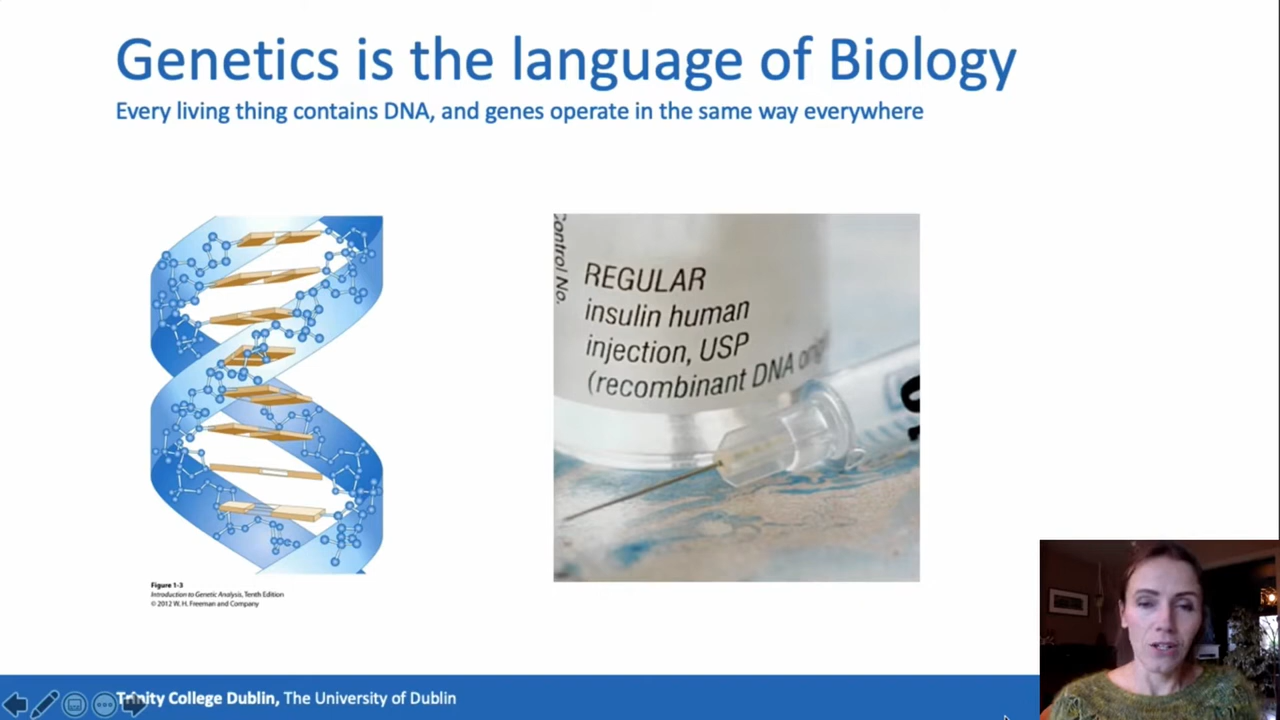 Genetics is the language of Biology
Every living thing contains DNA, and genes operate in the same way everywhere
Control No.
REGULAR
insulin human
injection, USP
(recombinant DNA
Figure 1-3
Introduction to Genetic Analysis, Tenth Edition
© 2012 W. H. Freeman and Company
Trinity College Dublin, The University of Dublin